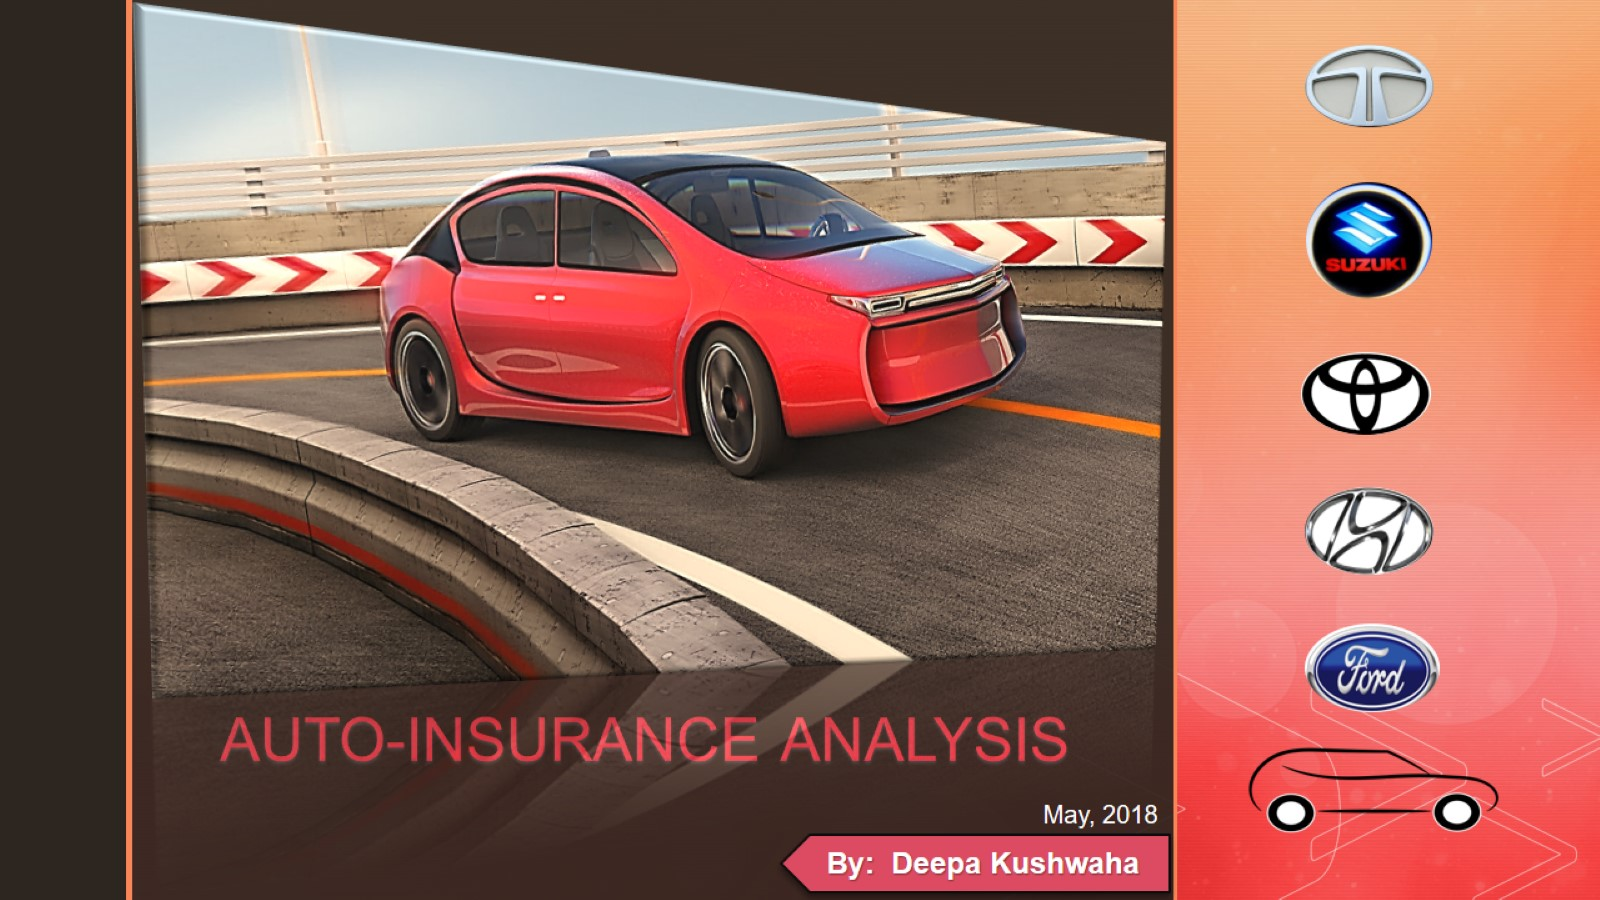 AUTO-INSURANCE ANALYSIS
May, 2018
By: Deepa Kushwaha
SUZUKI
Ford